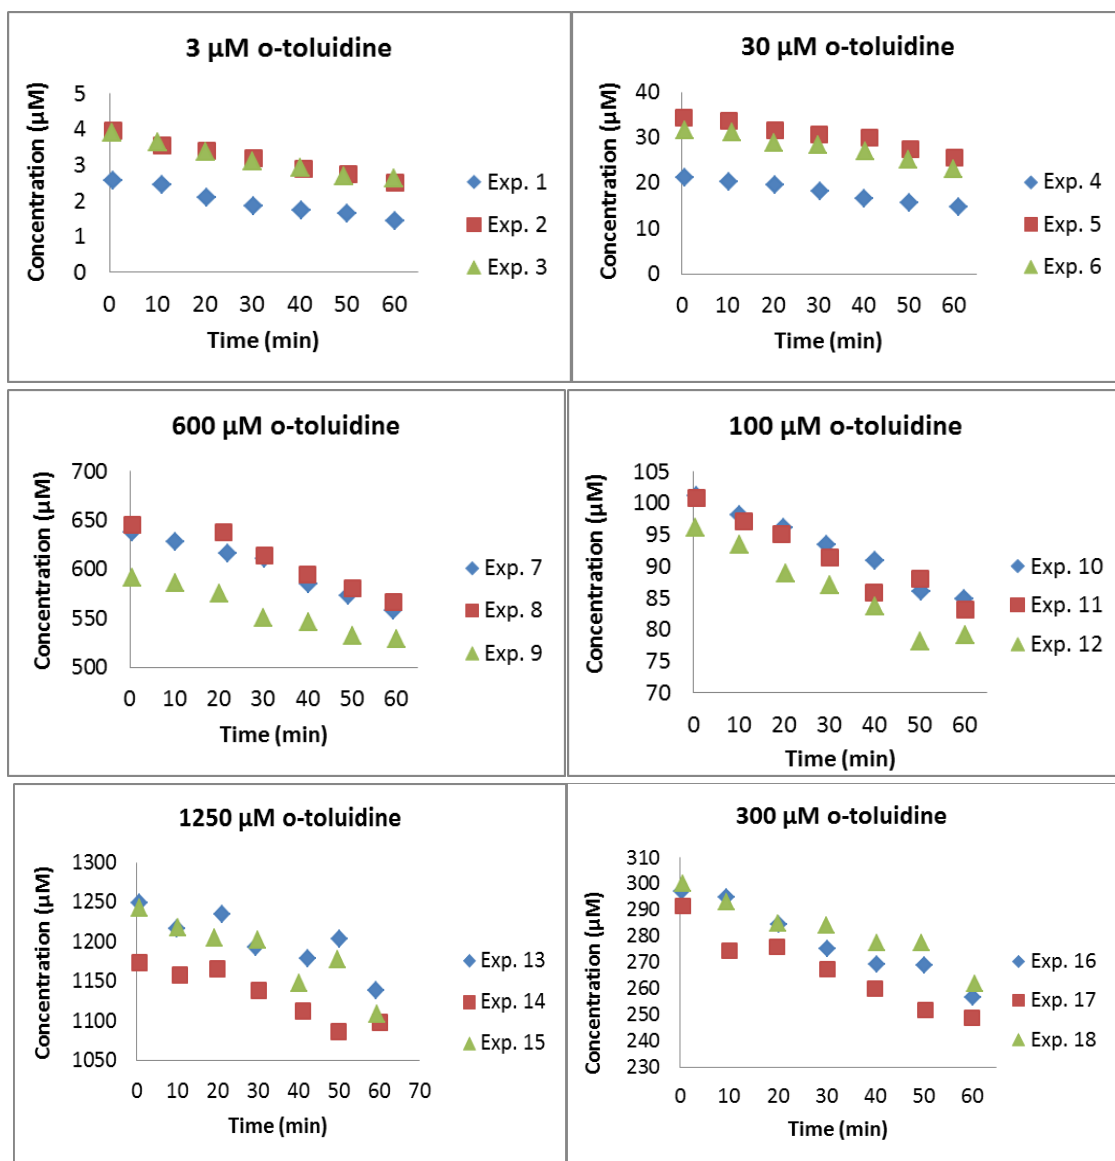 3 µM o-toluidine
Concentration (µM)
5
4
3
2
1
0
0 10 20 30 40 50 60
Time (min)
Exp. 1
Exp. 2
Exp. 3
30 µM o-toluidine
Concentration (µM)
40
30
20
10
0
0 10 20 30 40 50 60
Time (min)
Exp. 4
Exp. 5
Exp. 6
600 µM o-toluidine
Concentration (µM)
700
650
600
550
500
0 10 20 30 40 50 60
Time (min)
Exp. 7
Exp. 8
Exp. 9
100 µM o-toluidine
Concentration (µM)
105
100
95
90
85
80
75
70
0 10 20 30 40 50 60
Time (min)
Exp. 10
Exp. 11
Exp. 12
1250 µM o-toluidine
Concentration (µM)
1300
1250
1200
1150
1100
1050
0 10 20 30 40 50 60 70
Time (min)
Exp. 13
Exp. 14
Exp. 15
300 µM o-toluidine
Concentration (µM)
310
300
290
280
270
260
250
240
230
0 10 20 30 40 50 60
Time (min)
Exp. 16
Exp. 17
Exp. 18